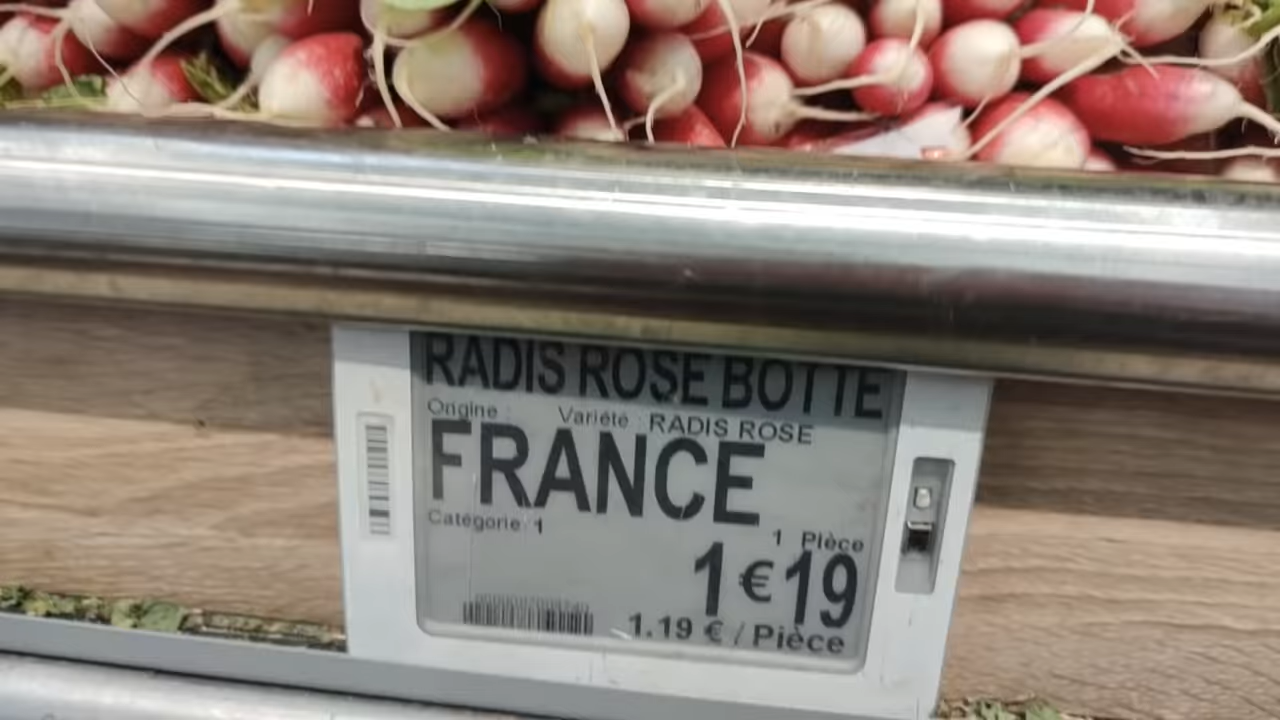 RADIS ROSE BOTTE
Origine : Variété : RADIS ROSE
FRANCE
Catégorie : 1
1 Pièce
1 € 19
1.19 € / Pièce